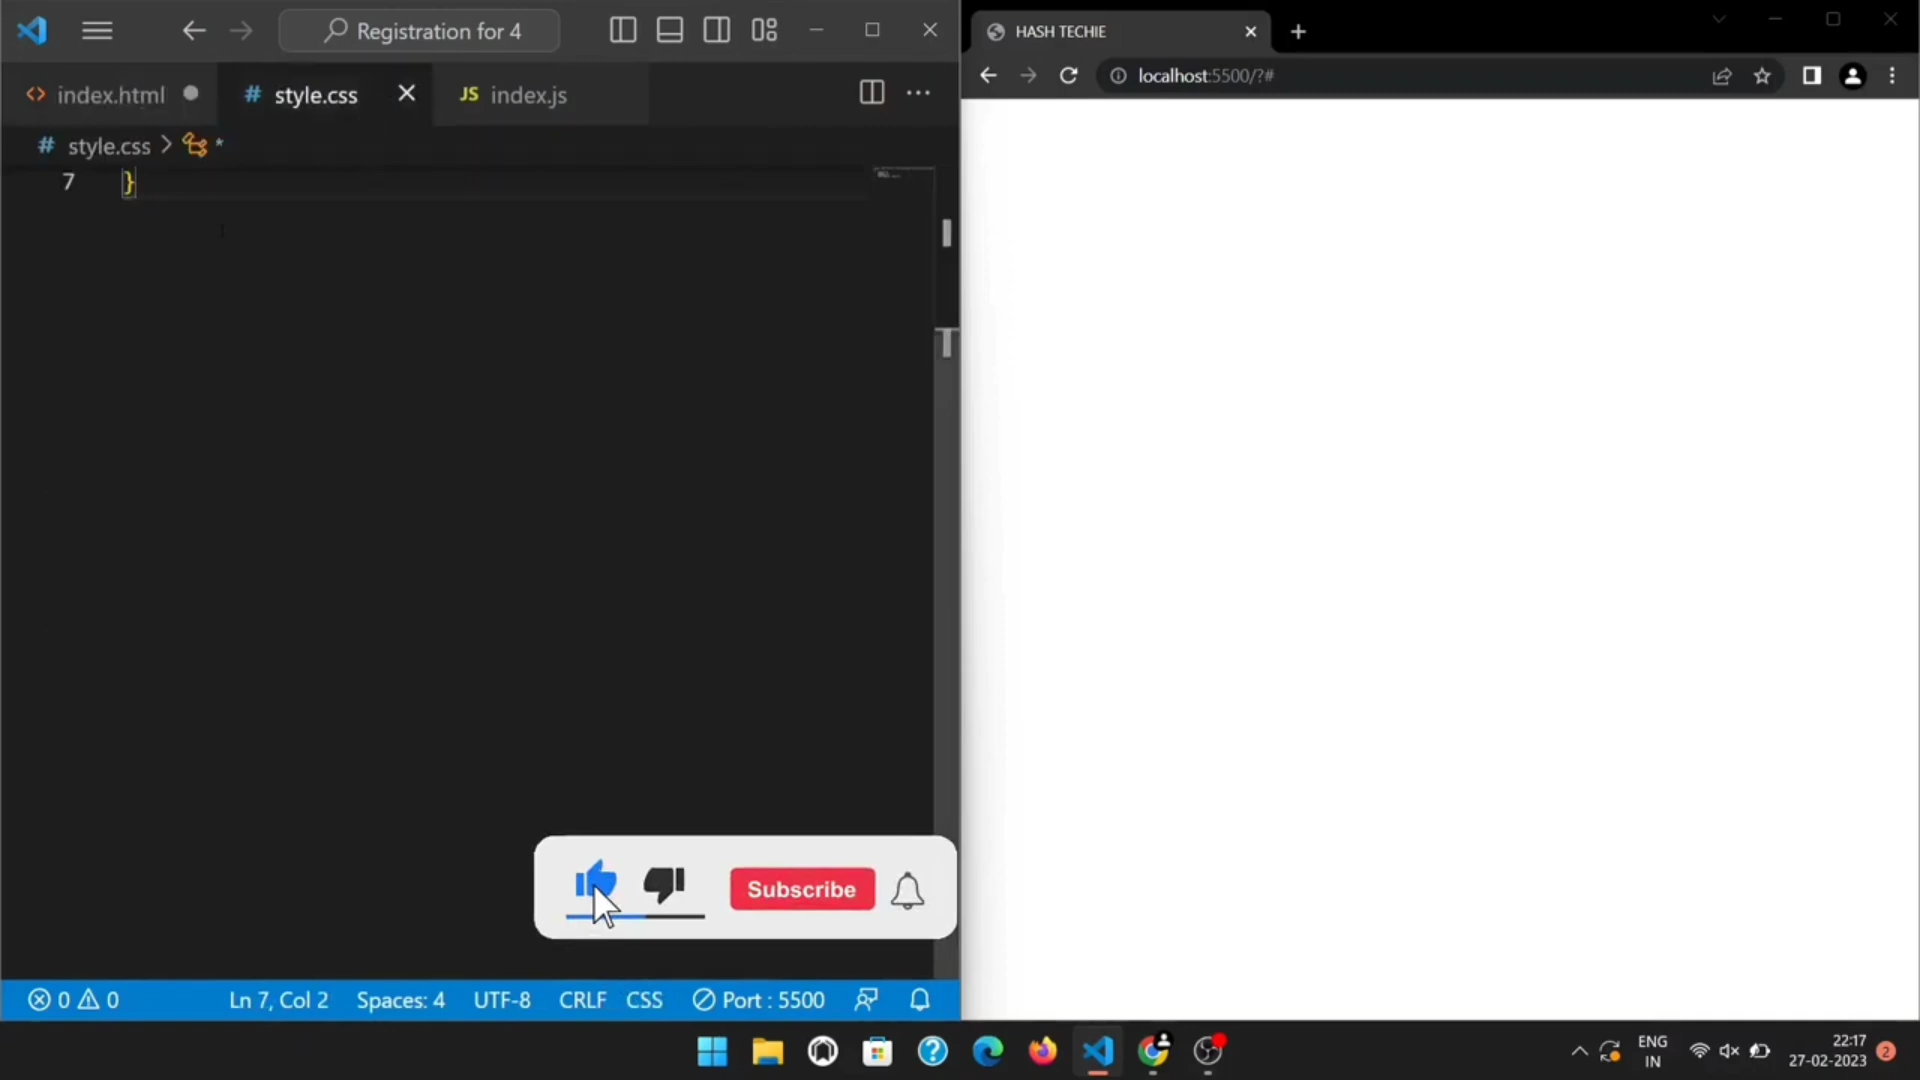 Registration for 4
index.html
# style.css
JS index.js
# style.css > *
7 }
Subscribe
0 0
Ln 7, Col 2
Spaces: 4
UTF-8
CRLF
CSS
Port : 5500
HASH TECHIE
localhost:5500/?#
ENG
IN
22:17
27-02-2023
2